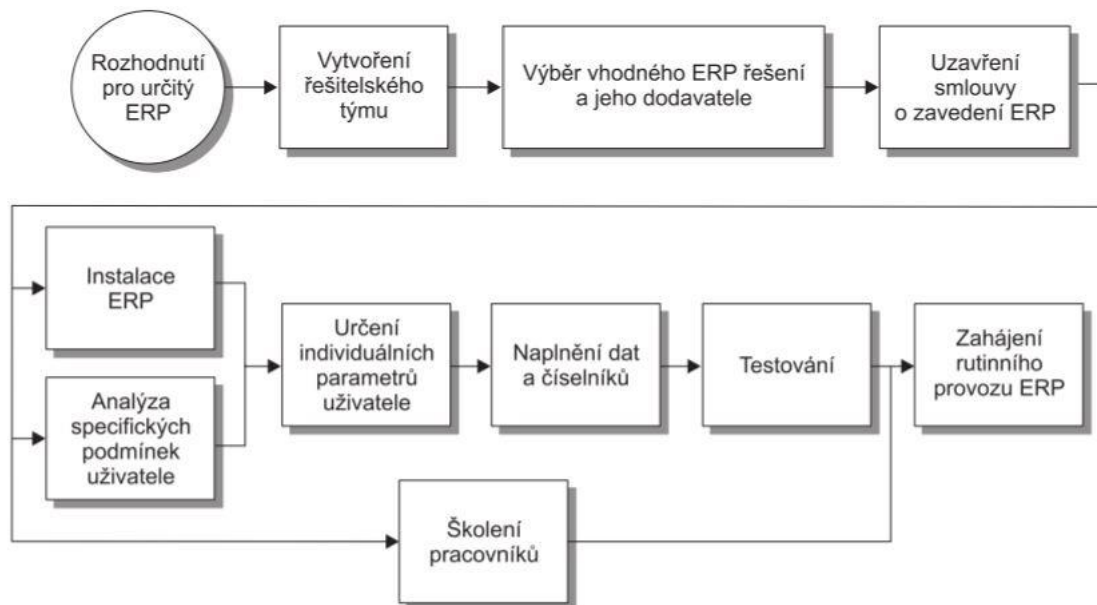 Rozhodnutí
pro určitý
ERP
Vytvoření
řešitelského
týmu
Výběr vhodného ERP řešení
a jeho dodavatele
Uzavření
smlouvy
o zavedení ERP
Instalace
ERP
Analýza
specifických
podmínek
uživatele
Určení
individuálních
parametrů
uživatele
Naplnění dat
a číselníků
Testování
Zahájení
rutinního
provozu ERP
Školení
pracovníků